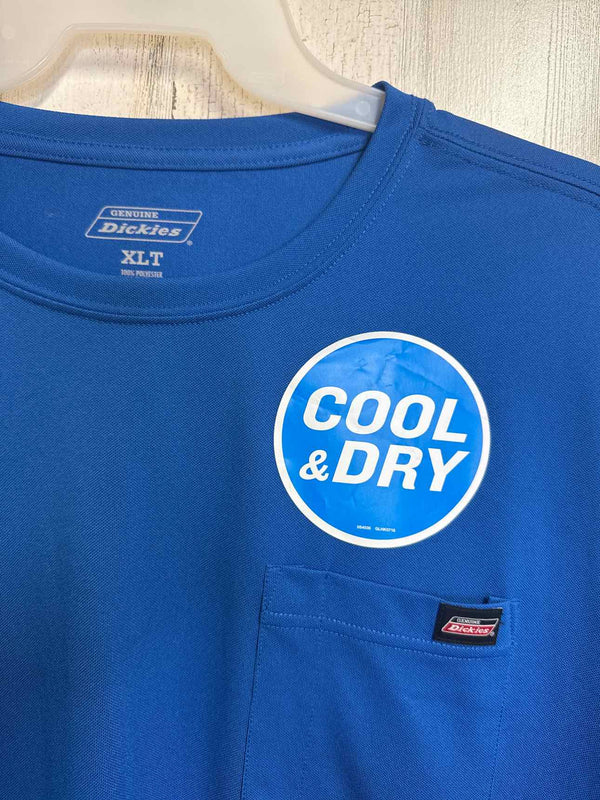 GENUINE
Dickies®
XLT
100% POLYESTER
COOL
& DRY
GENUINE
Dickies